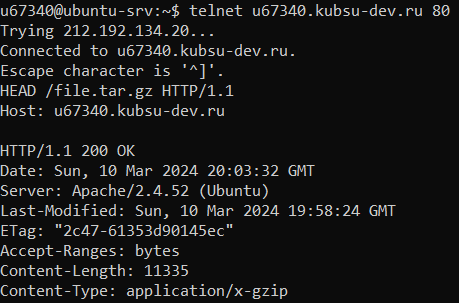 u67340@ubuntu-srv:~$ telnet u67340.kubsu-dev.ru 80
Trying 212.192.134.20...
Connected to u67340.kubsu-dev.ru.
Escape character is '^]'.
HEAD /file.tar.gz HTTP/1.1
Host: u67340.kubsu-dev.ru

HTTP/1.1 200 OK
Date: Sun, 10 Mar 2024 20:03:32 GMT
Server: Apache/2.4.52 (Ubuntu)
Last-Modified: Sun, 10 Mar 2024 19:58:24 GMT
ETag: "2c47-61353d90145ec"
Accept-Ranges: bytes
Content-Length: 11335
Content-Type: application/x-gzip